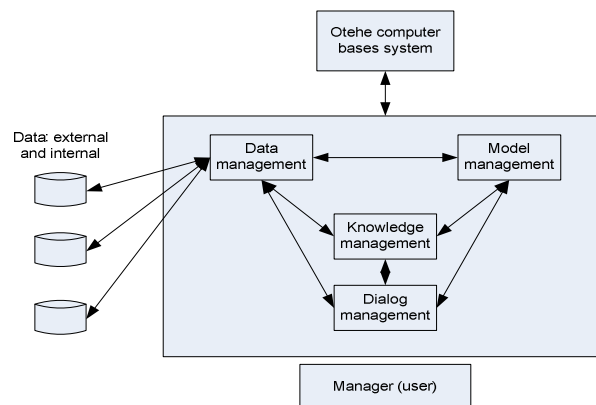 Otehe computer
bases system
Data: external
and internal
Data
management
Model
management
Knowledge
management
Dialog
management
Manager (user)